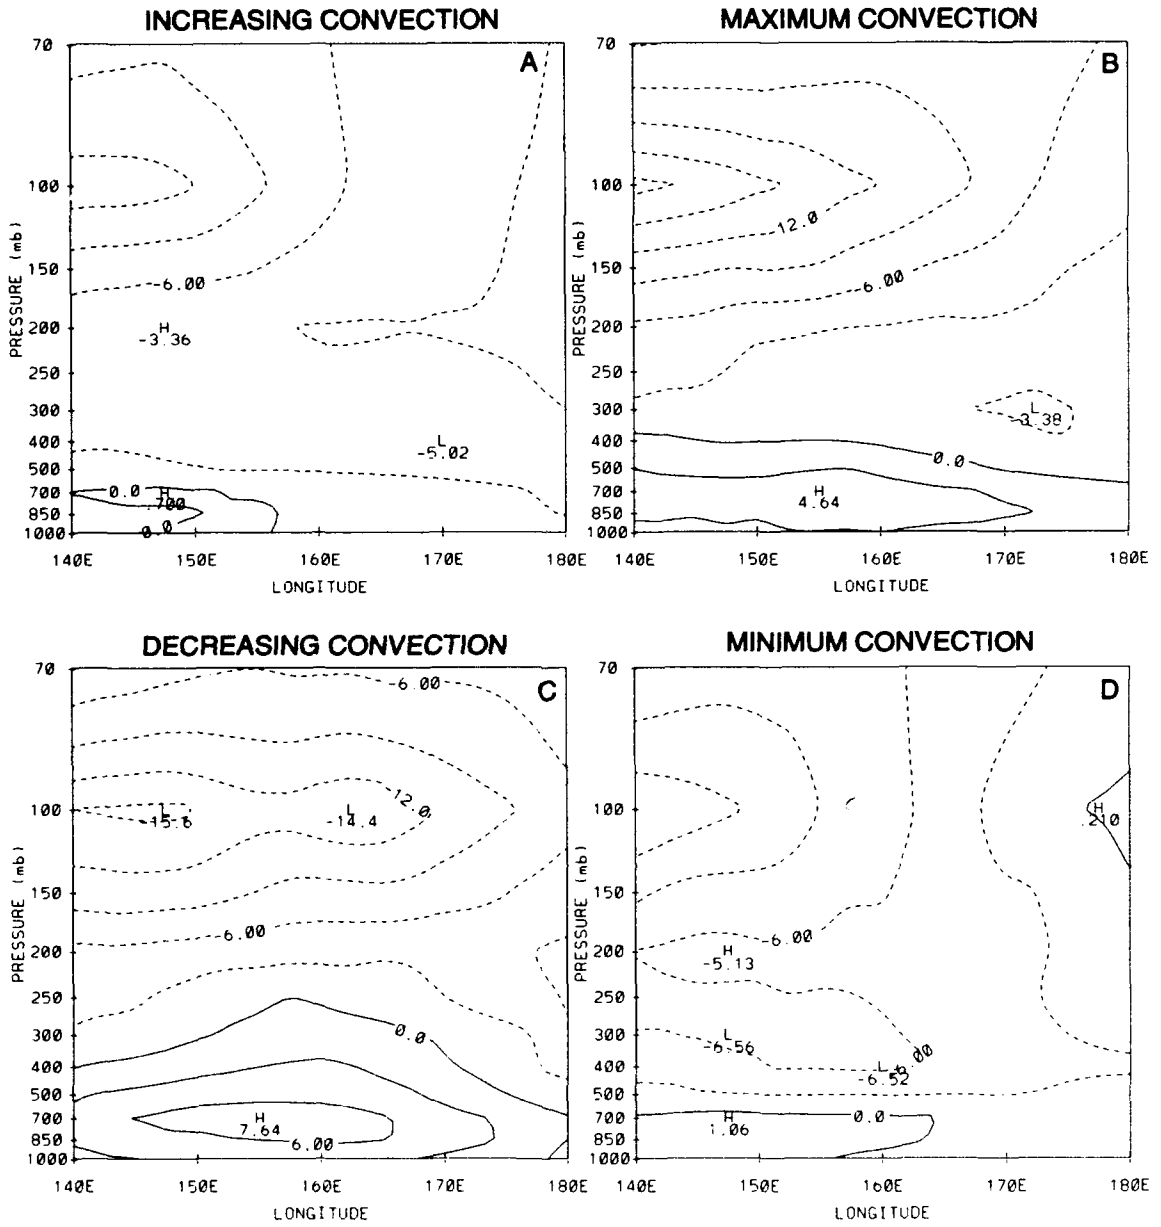 INCREASING CONVECTION
A
70
100
150
200
250
300
400
500
700
850
1000
PRESSURE (mb)
-6.00
H
-3.36
L
-5.02
0.0
H
.700
0.0
140E 150E 160E 170E 180E
LONGITUDE
MAXIMUM CONVECTION
B
70
100
150
200
250
300
400
500
700
850
1000
PRESSURE (mb)
12.0
-6.00
L
-3.38
0.0
H
4.64
140E 150E 160E 170E 180E
LONGITUDE
DECREASING CONVECTION
C
70
100
150
200
250
300
400
500
700
850
1000
PRESSURE (mb)
-6.00
12.0
L
-15.6
L
-14.4
-6.00
0.0
H
7.64
6.00
140E 150E 160E 170E 180E
LONGITUDE
MINIMUM CONVECTION
D
70
100
150
200
250
300
400
500
700
850
1000
PRESSURE (mb)
H
.210
-6.00
H
-5.13
L
-6.56
-6.00
L
-6.52
0.0
H
1.06
140E 150E 160E 170E 180E
LONGITUDE